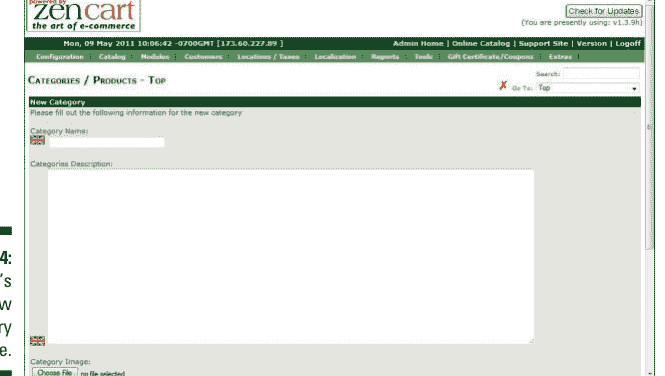 powered by
zencart
the art of e-commerce
Check for Updates
(You are presently using: v1.3.9h)
Mon, 09 May 2011 10:06:42 -0700GMT [173.60.227.89 ]
Admin Home | Online Catalog | Support Site | Version | Logoff
Configuration Catalog Modules Customers Locations / Taxes Localization Reports Tools Gift Certificate/Coupons Extras
Search:
Categories / Products - Top
Go To: Top
New Category
Please fill out the following information for the new category
Category Name:
Categories Description:
4:
's
w
ry
e.
Category Image:
Choose File no file selected